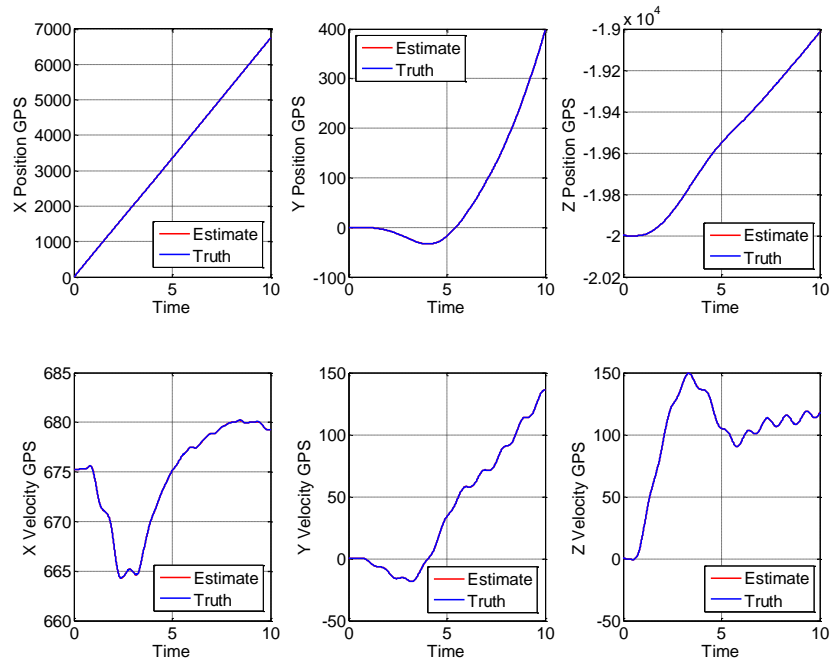 7000
6000
5000
4000
3000
2000
1000
0
X Position GPS
Estimate
Truth
0
5
10
Time
400
300
200
100
0
-100
Y Position GPS
Estimate
Truth
0
5
10
Time
x 10^4
-1.9
-1.92
-1.94
-1.96
-1.98
-2
-2.02
Z Position GPS
Estimate
Truth
0
5
10
Time
685
680
675
670
665
660
X Velocity GPS
Estimate
Truth
0
5
10
Time
150
100
50
0
-50
Y Velocity GPS
Estimate
Truth
0
5
10
Time
150
100
50
0
-50
Z Velocity GPS
Estimate
Truth
0
5
10
Time